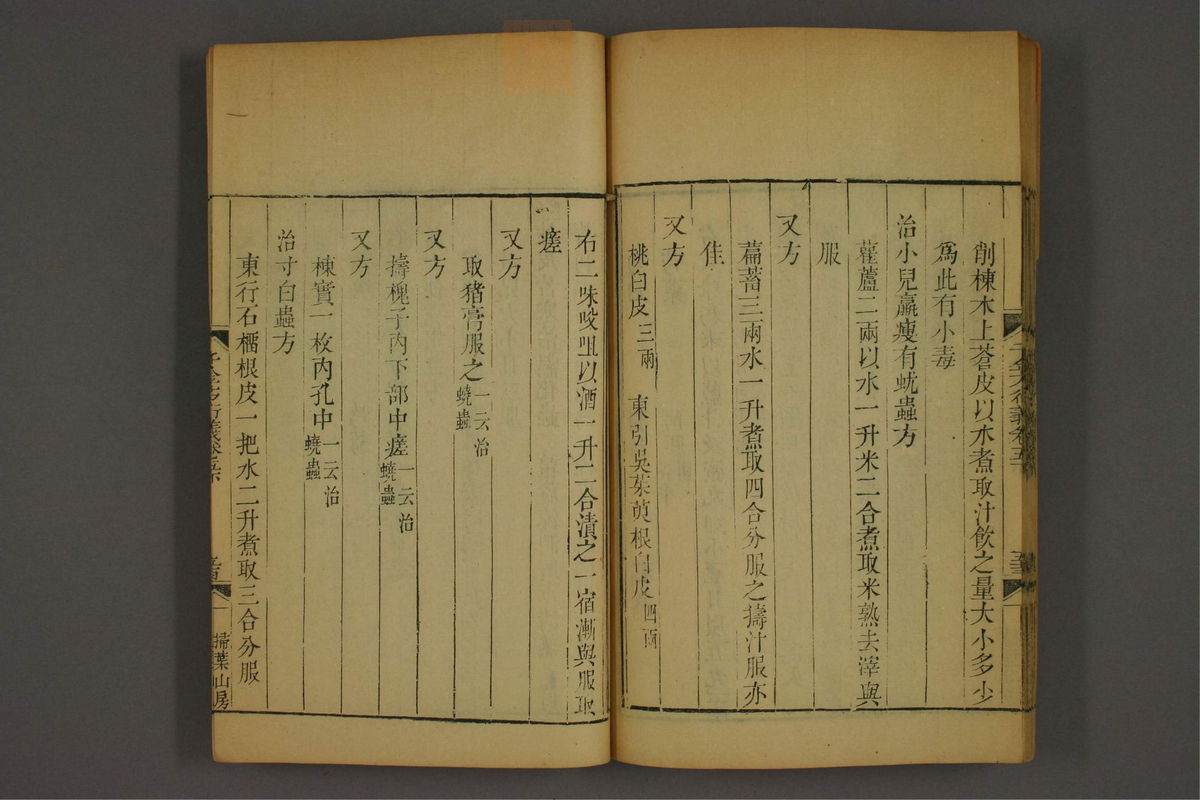 削楝木上蒼皮以水煮取汁飲之量大小多少
爲此有小毒
治小兒羸瘦有蚘蟲方
雚蘆二兩以水一升米二合煮取米熟去滓與
服
又方
萹蓄三兩水一升煮取四合分服之擣汁服亦
佳
又方
桃白皮三兩 東引吳茱萸根白皮四兩
右二味㕮咀以酒一升二合漬之一宿漸與服取
瘥
又方
取猪膏服之一云治蟯蟲
又方
擣槐子內下部中瘥一云治蟯蟲
又方
楝實一枚內孔中一云治蟯蟲
治寸白蟲方
東行石榴根皮一把水二升煮取三合分服
掃葉山房